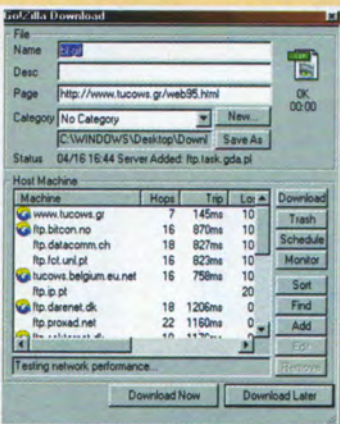 Go!Zilla Download
File
Name
Desc
Page http://www.tucows.gr/web95.html
Category No Category New...
C:\WINDOWS\Desktop\Downl Save As
Status 04/16 16:44 Server Added: ftp.task.gda.pl
OK
00:00
Host Machine
Machine Hops Trip Los
www.tucows.gr 7 145ms 10
ftp.bitcon.no 16 870ms 10
ftp.datacomm.ch 18 827ms 10
ftp.fct.unl.pt 16 823ms 10
tucows.belgium.eu.net 16 758ms 10
ftp.ip.pt 20
ftp.darenet.dk 18 1206ms 0
ftp.proxad.net 22 1160ms 0
Download
Trash
Schedule
Monitor
Sort
Find
Add
Edit
Remove
Testing network performance...
Download Now Download Later